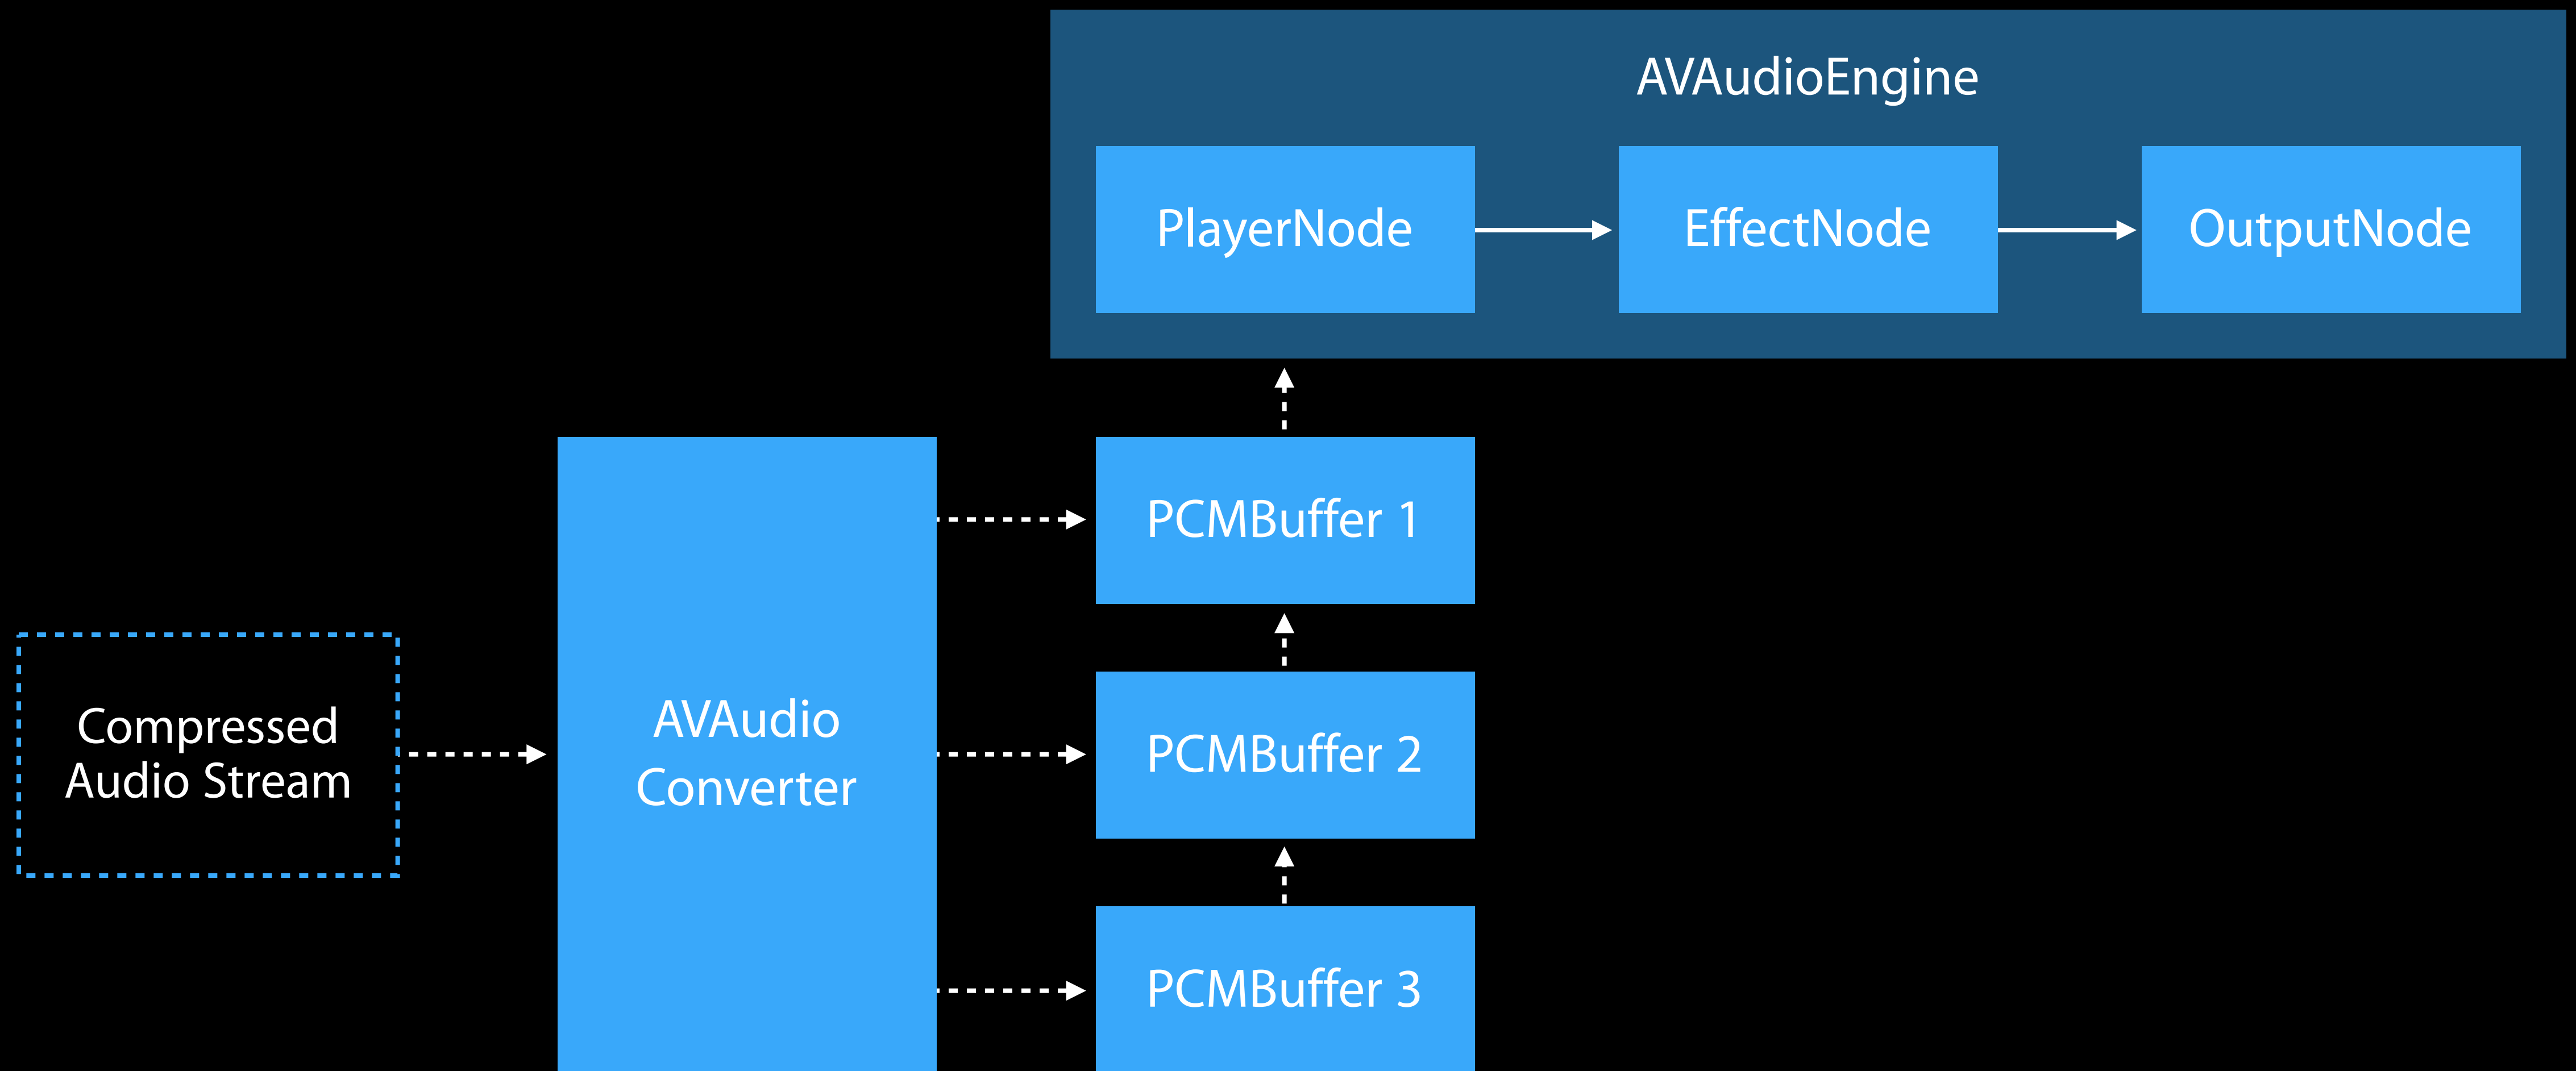 AVAudioEngine
PlayerNode
EffectNode
OutputNode
PCMBuffer 1
Compressed
Audio Stream
AVAudio
Converter
PCMBuffer 2
PCMBuffer 3